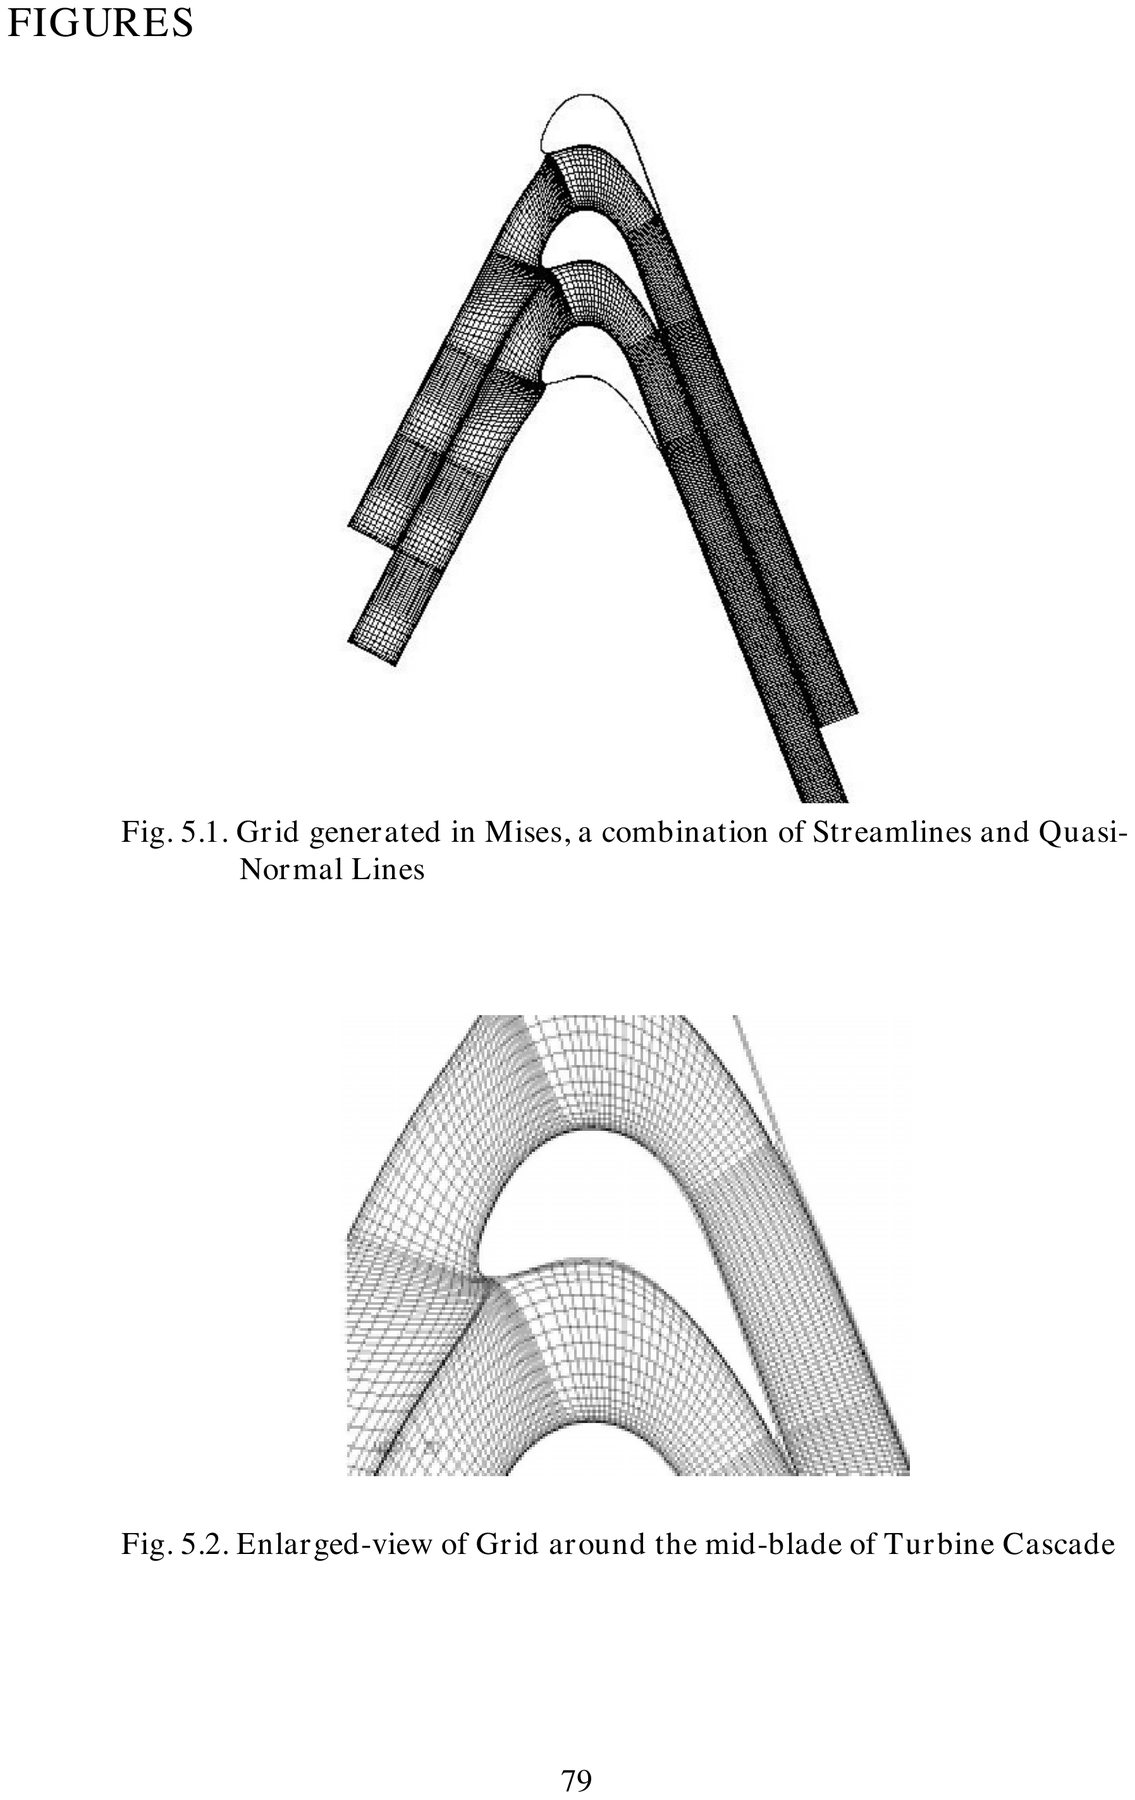 FIGURES
Fig. 5.1. Grid generated in Mises, a combination of Streamlines and Quasi-
Normal Lines
Fig. 5.2. Enlarged-view of Grid around the mid-blade of Turbine Cascade
79